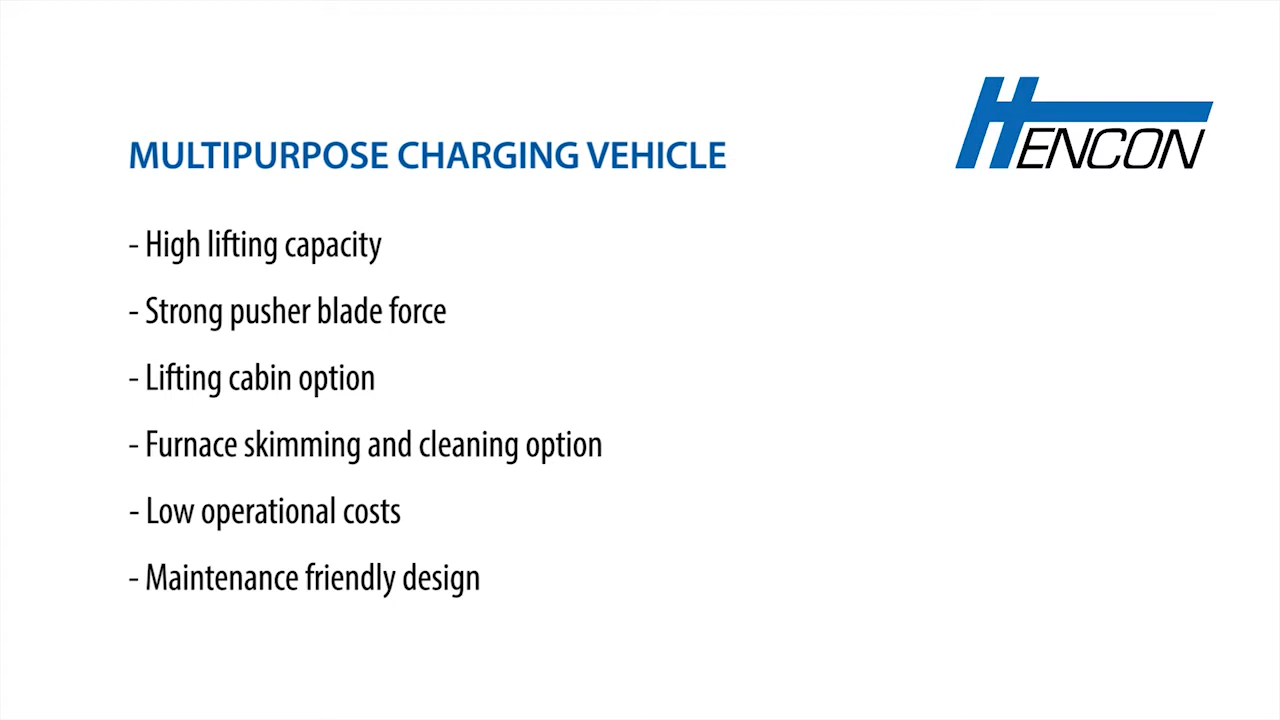 HENCON
MULTIPURPOSE CHARGING VEHICLE
- High lifting capacity
- Strong pusher blade force
- Lifting cabin option
- Furnace skimming and cleaning option
- Low operational costs
- Maintenance friendly design